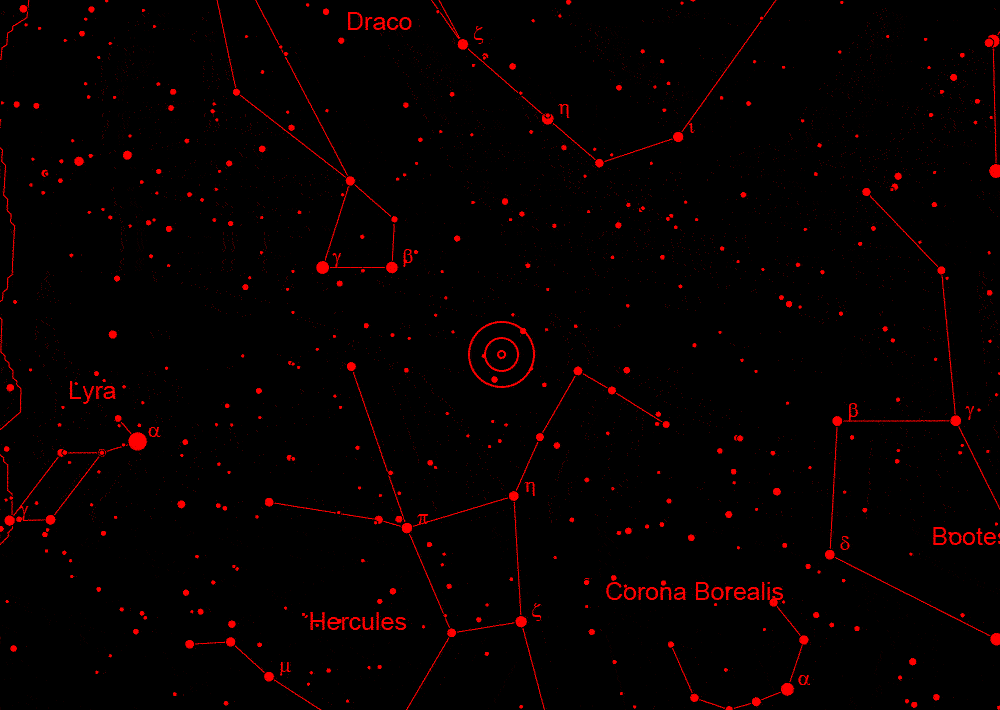 Draco
ζ
η
ι
γ
β
Lyra
α
β
γ
γ
η
π
δ
Bootes
Corona Borealis
Hercules
ζ
μ
α